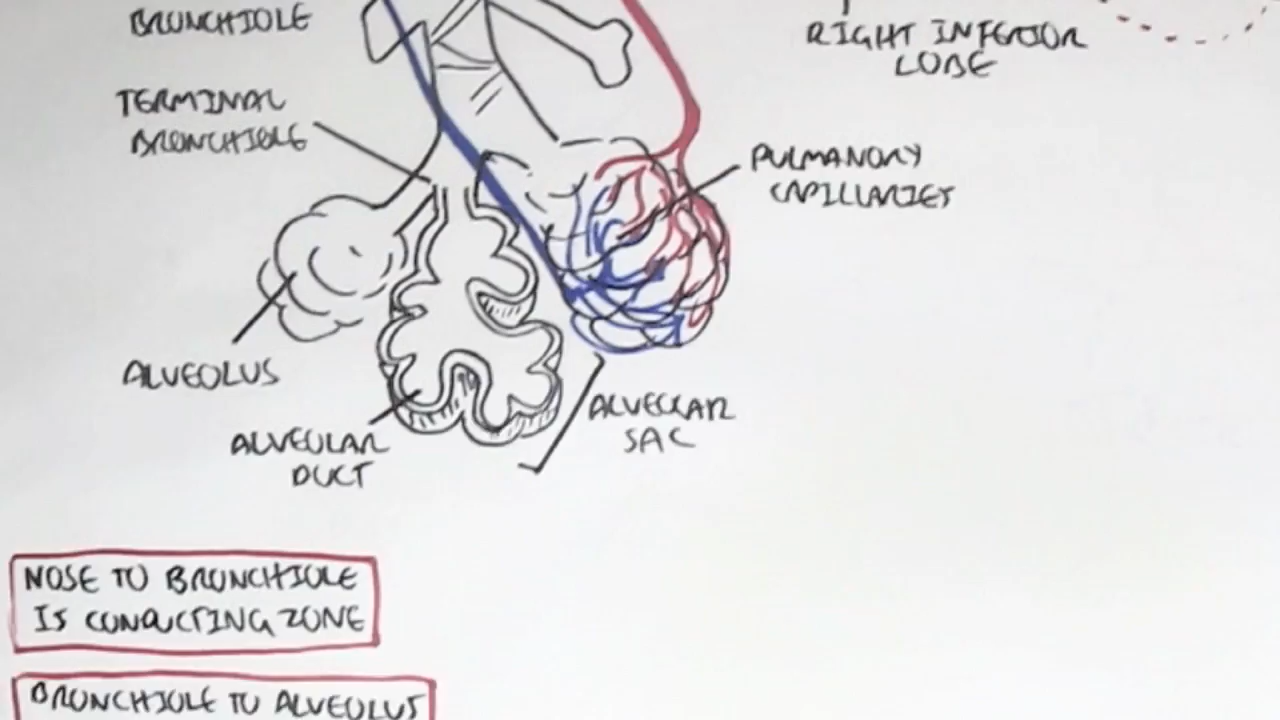 BRONCHIOLE
RIGHT INFERIOR
LOBE
TERMINAL
BRONCHIOLE
PULMANORY
CAPILLARIES
ALVEOLUS
ALVEOLAR
SAC
ALVEOLAR
DUCT
NOSE TO BRONCHIOLE
IS CONDUCTING ZONE
BRONCHIOLE TO ALVEOLUS